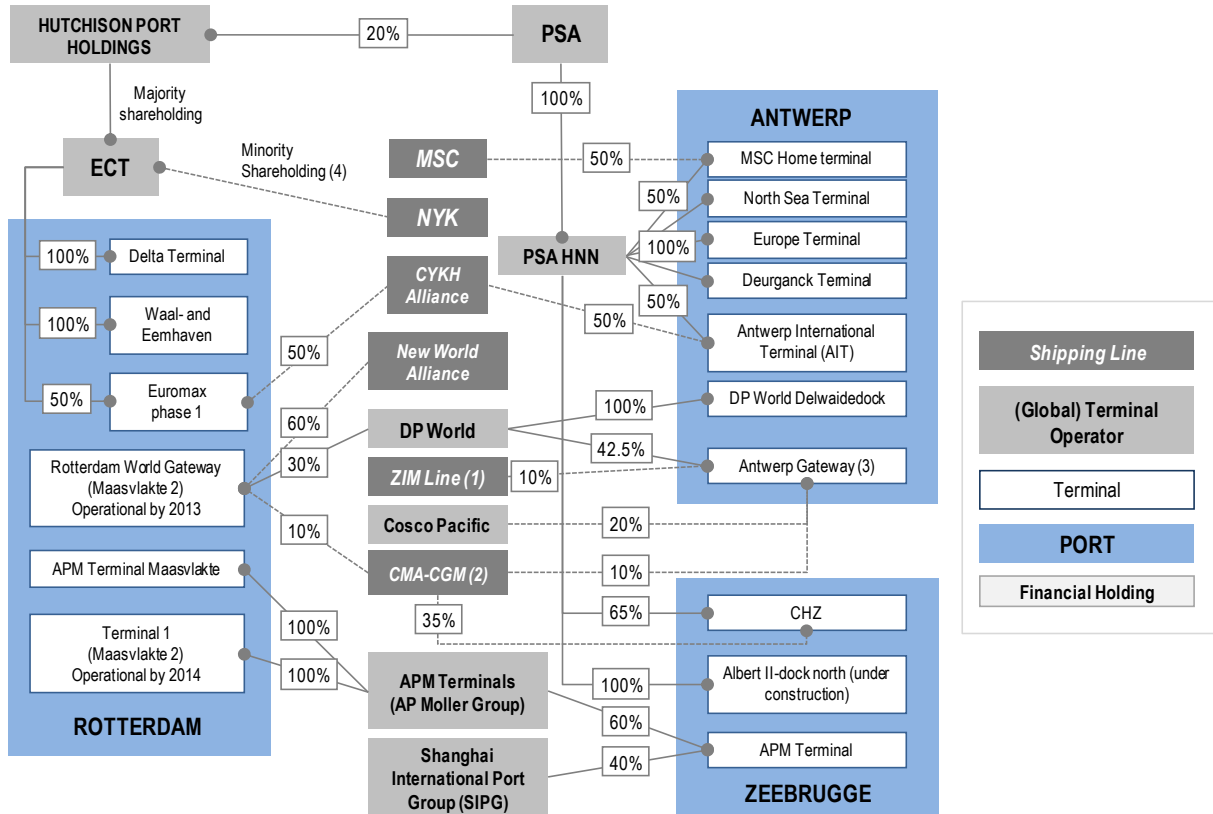 HUTCHISON PORT
HOLDINGS
20%
PSA
Majority
shareholding
100%
ECT
Minority
Shareholding (4)
MSC
50%
NYK
PSA HNN
CYKH
Alliance
50%
50%
New World
Alliance
60%
DP World
30%
100%
42.5%
ZIM Line (1)
10%
Cosco Pacific
20%
10%
CMA-CGM (2)
10%
35%
65%
100%
100%
100%
APM Terminals
(AP Moller Group)
60%
Shanghai
International Port
Group (SIPG)
40%
100%
Delta Terminal
100%
Waal- and
Eemhaven
50%
Euromax
phase 1
Rotterdam World Gateway
(Maasvlakte 2)
Operational by 2013
APM Terminal Maasvlakte
Terminal 1
(Maasvlakte 2)
Operational by 2014
ROTTERDAM
ANTWERP
MSC Home terminal
50%
North Sea Terminal
100%
Europe Terminal
Deurganck Terminal
50%
Antwerp International
Terminal (AIT)
DP World Delwaidedock
Antwerp Gateway (3)
CHZ
Albert II-dock north (under
construction)
APM Terminal
ZEEBRUGGE
Shipping Line
(Global) Terminal
Operator
Terminal
PORT
Financial Holding